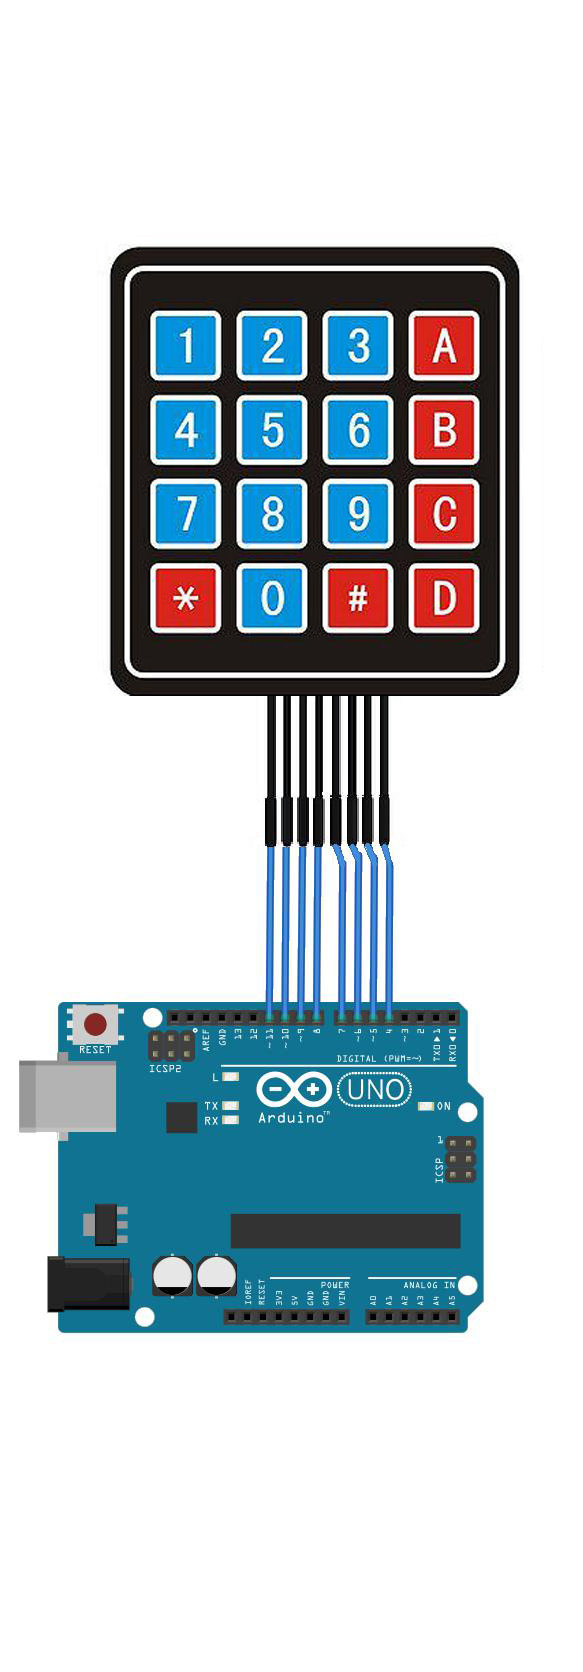 1 2 3 A
4 5 6 B
7 8 9 C
* 0 # D
RESET
ICSP2
AREF
GND
13
12
~11
~10
~9
8
7
~6
~5
4
~3
2
TX0▶1
RX0◀0
DIGITAL (PWM=~)
L
TX
RX
UNO
Arduino™
ON
1
ICSP
POWER
ANALOG IN
IOREF
RESET
3V3
5V
GND
GND
VIN
A0
A1
A2
A3
A4
A5